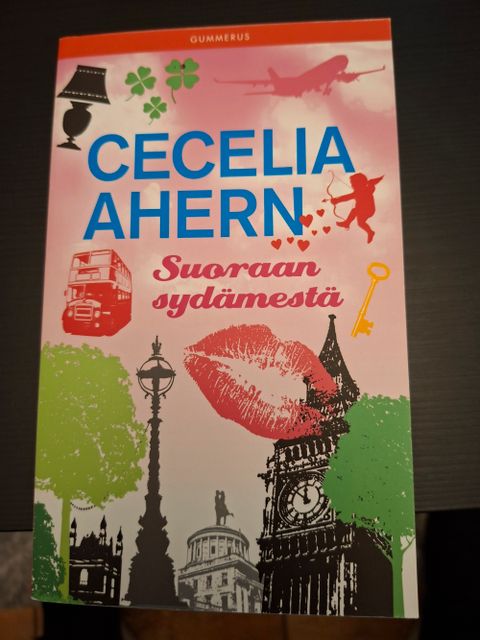 GUMMERUS
CECELIA
AHERN
Suoraan
sydämestä